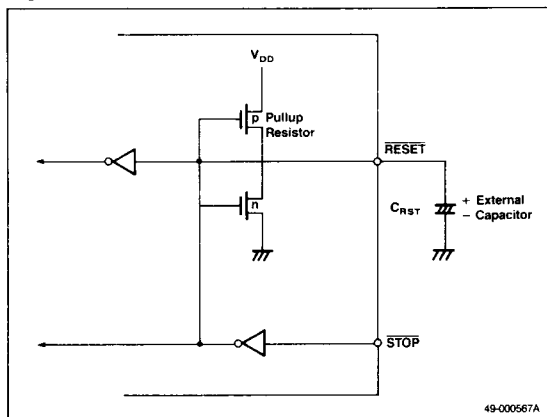 V_DD
p Pullup
Resistor
RESET
n
C_RST
+ External
− Capacitor
STOP
49-000567A